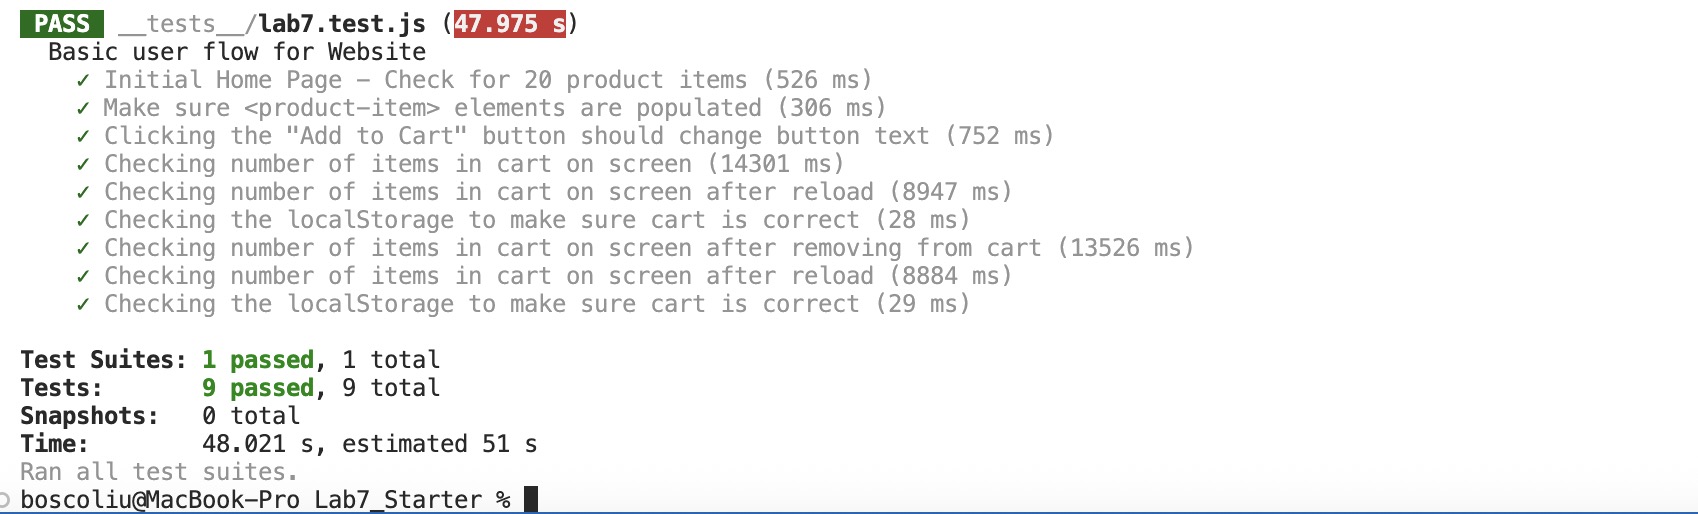 PASS __tests__/lab7.test.js (47.975 s)
Basic user flow for Website
✓ Initial Home Page – Check for 20 product items (526 ms)
✓ Make sure <product-item> elements are populated (306 ms)
✓ Clicking the "Add to Cart" button should change button text (752 ms)
✓ Checking number of items in cart on screen (14301 ms)
✓ Checking number of items in cart on screen after reload (8947 ms)
✓ Checking the localStorage to make sure cart is correct (28 ms)
✓ Checking number of items in cart on screen after removing from cart (13526 ms)
✓ Checking number of items in cart on screen after reload (8884 ms)
✓ Checking the localStorage to make sure cart is correct (29 ms)
Test Suites: 1 passed, 1 total
Tests: 9 passed, 9 total
Snapshots: 0 total
Time: 48.021 s, estimated 51 s
Ran all test suites.
boscoliu@MacBook-Pro Lab7_Starter %